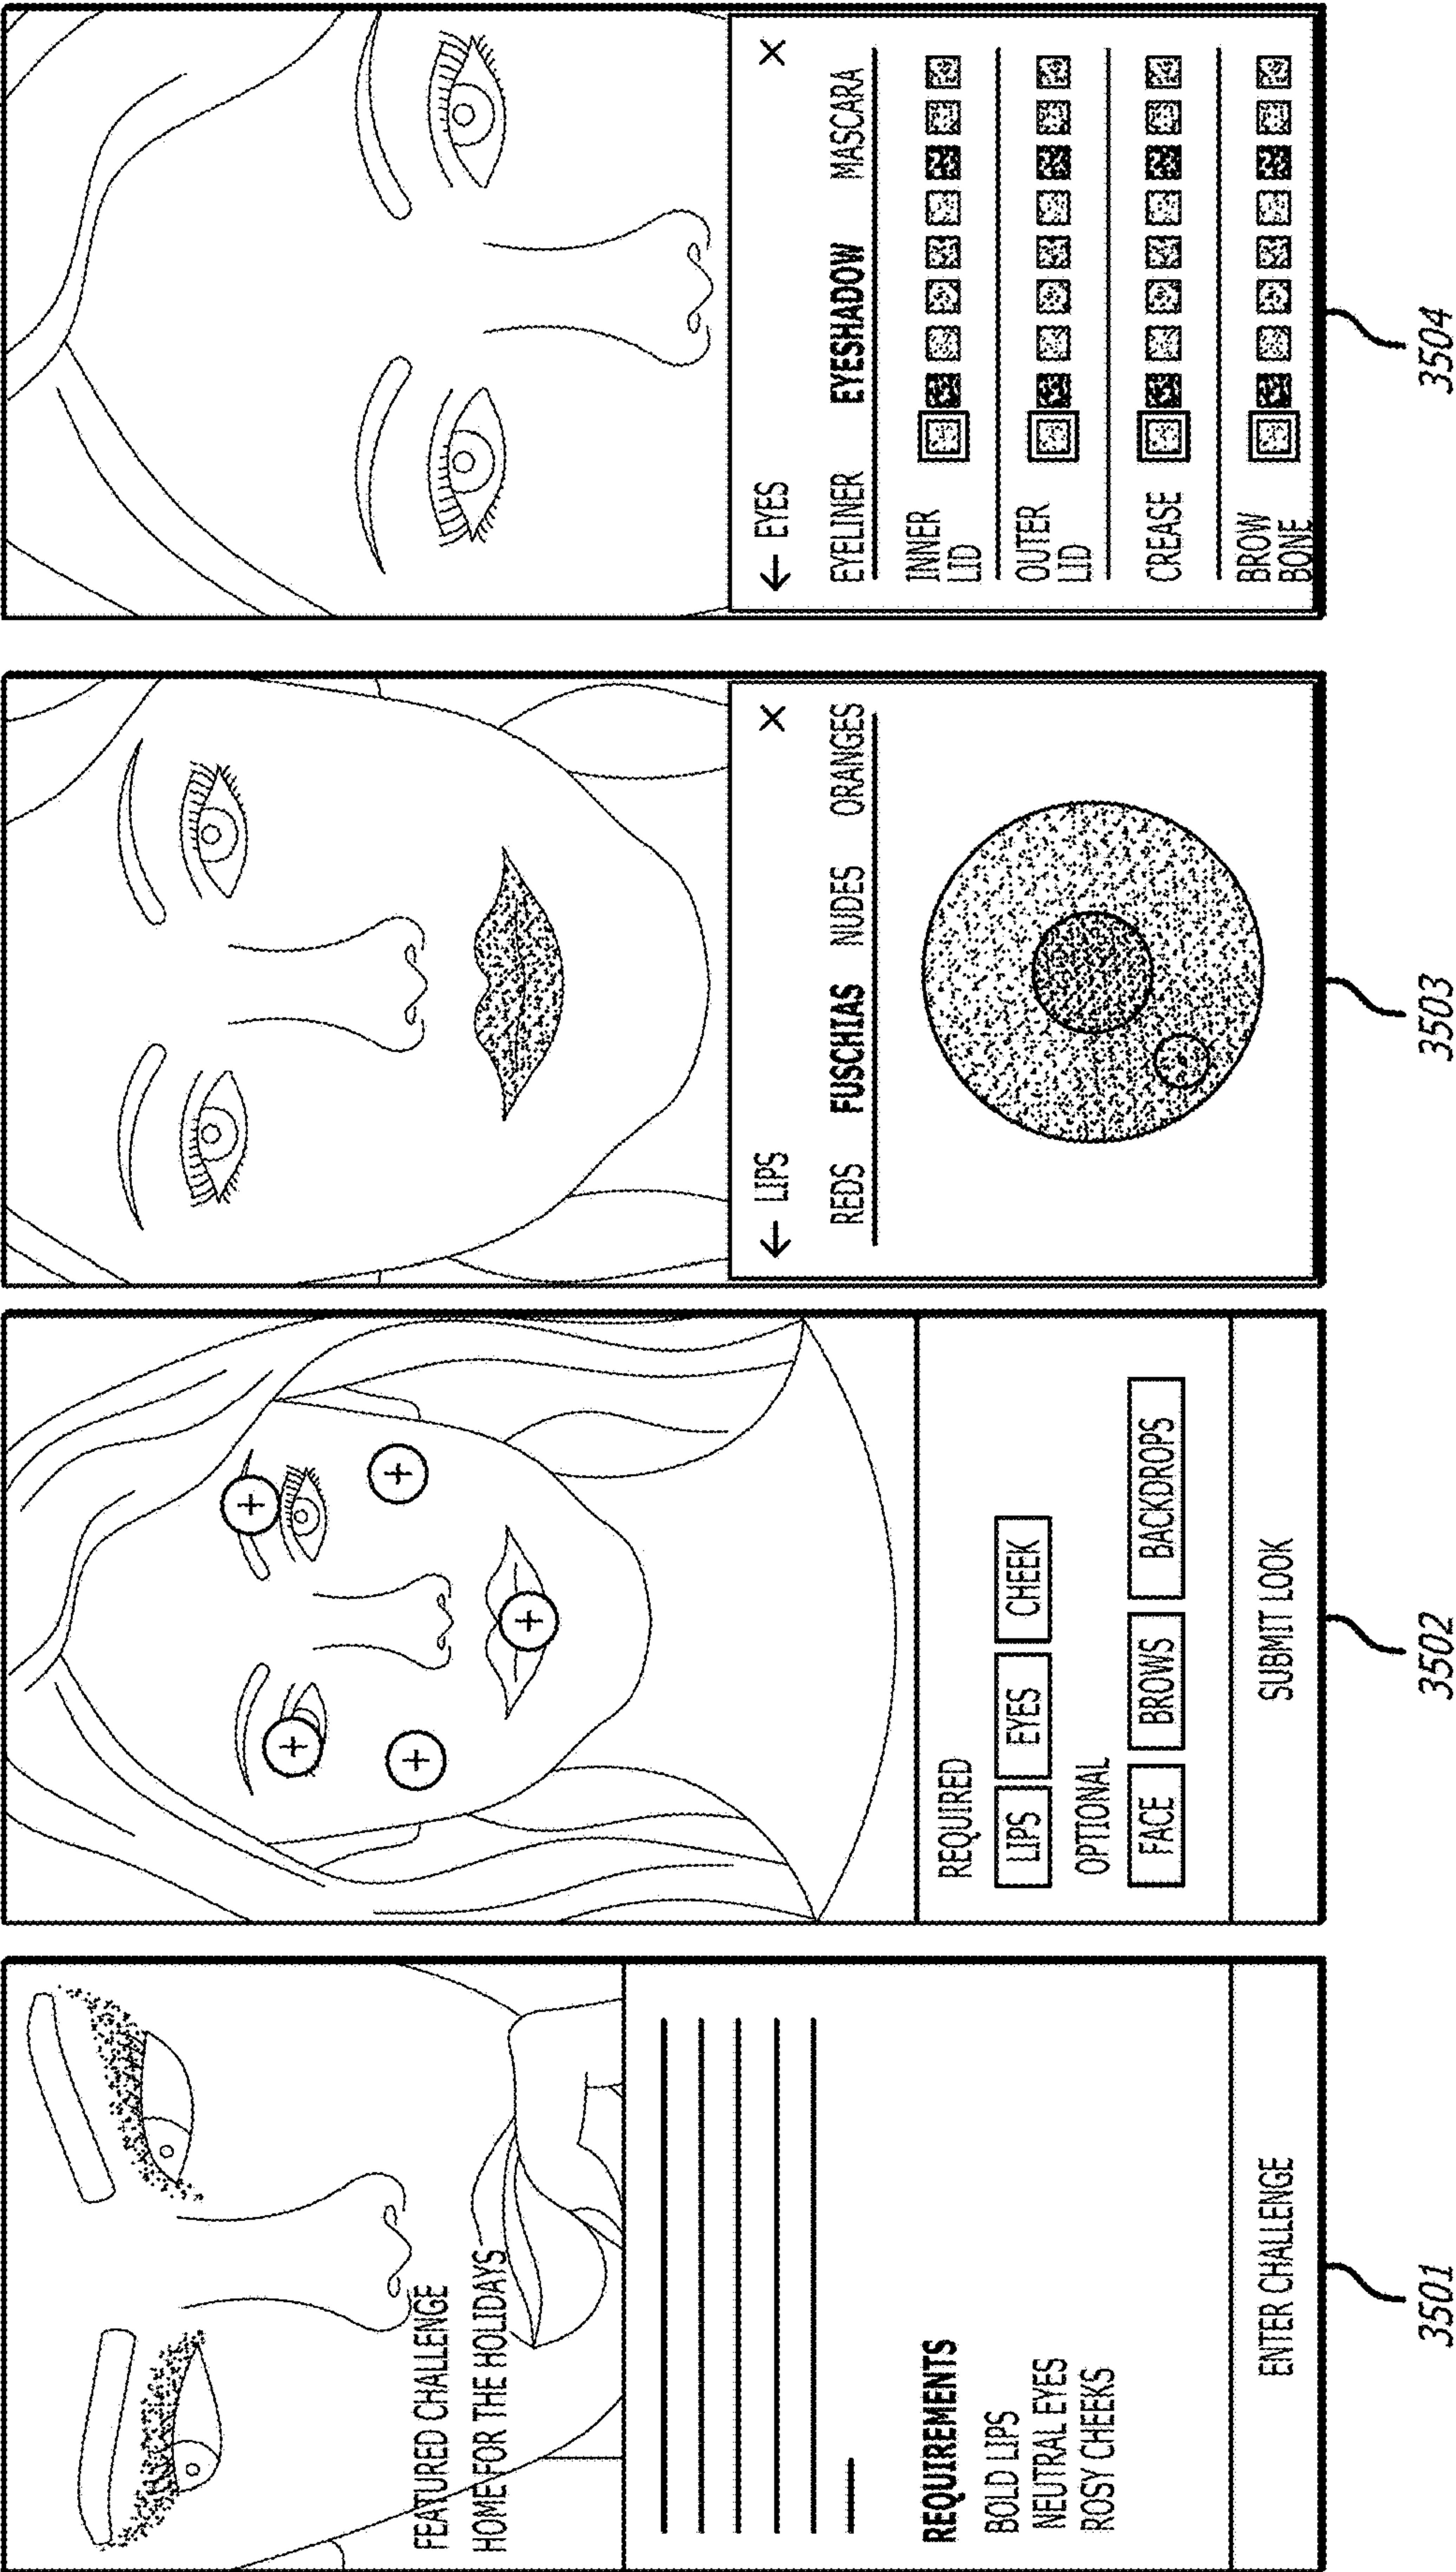 FEATURED CHALLENGE
HOME FOR THE HOLIDAYS
REQUIREMENTS
BOLD LIPS
NEUTRAL EYES
ROSY CHEEKS
ENTER CHALLENGE
3501
REQUIRED
LIPS EYES CHEEK
OPTIONAL
FACE BROWS BACKDROPS
SUBMIT LOOK
3502
← LIPS ×
REDS FUSCHIAS NUDES ORANGES
3503
← EYES ×
EYELINER EYESHADOW MASCARA
INNER
LID
OUTER
LID
CREASE
BROW
BONE
3504